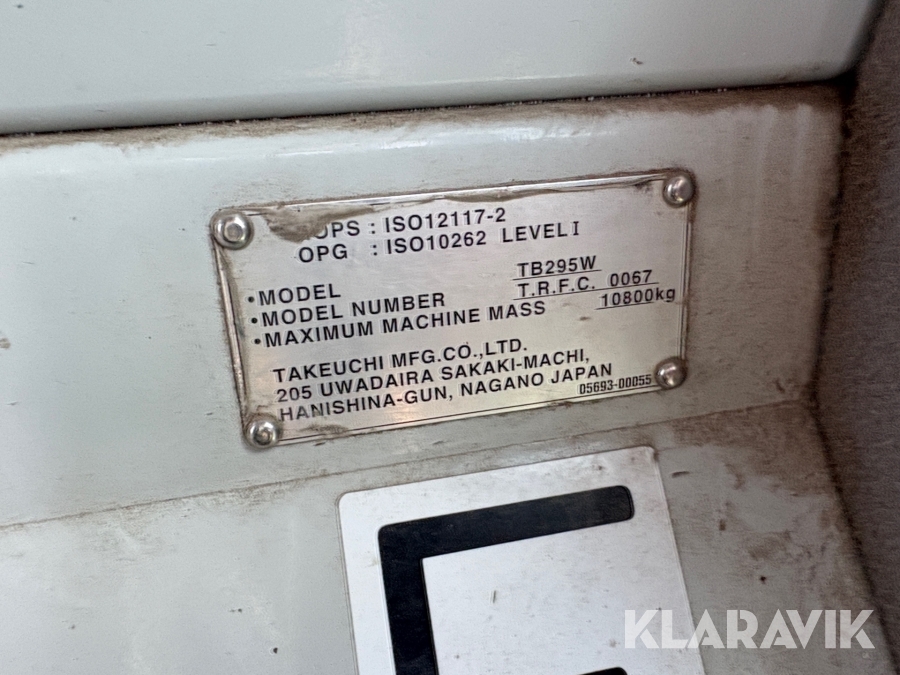 OPS : ISO12117-2
OPG : ISO10262 LEVEL I
•MODEL TB295W
•MODEL NUMBER T.R.F.C. 0067
•MAXIMUM MACHINE MASS 10800kg
TAKEUCHI MFG.CO.,LTD.
205 UWADAIRA SAKAKI-MACHI,
HANISHINA-GUN, NAGANO JAPAN
05693-00055
KLARAVIK